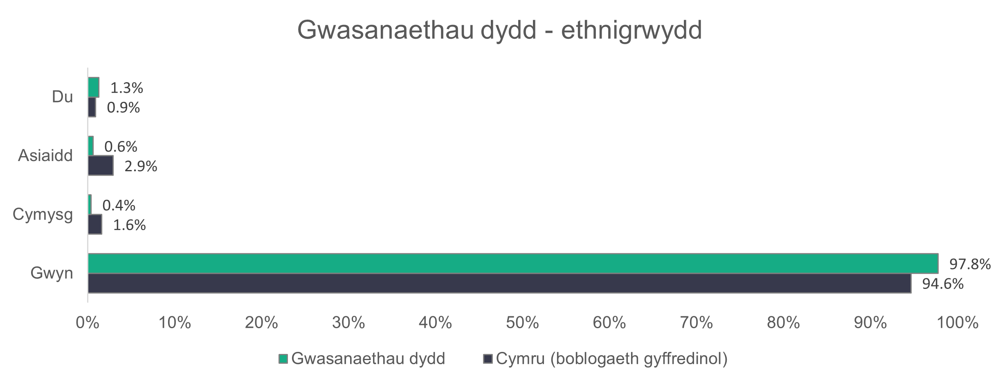 Gwasanaethau dydd - ethnigrwydd
Du
1.3%
0.9%
Asiaidd
0.6%
2.9%
Cymysg
0.4%
1.6%
Gwyn
97.8%
94.6%
0% 10% 20% 30% 40% 50% 60% 70% 80% 90% 100%
Gwasanaethau dydd Cymru (boblogaeth gyffredinol)